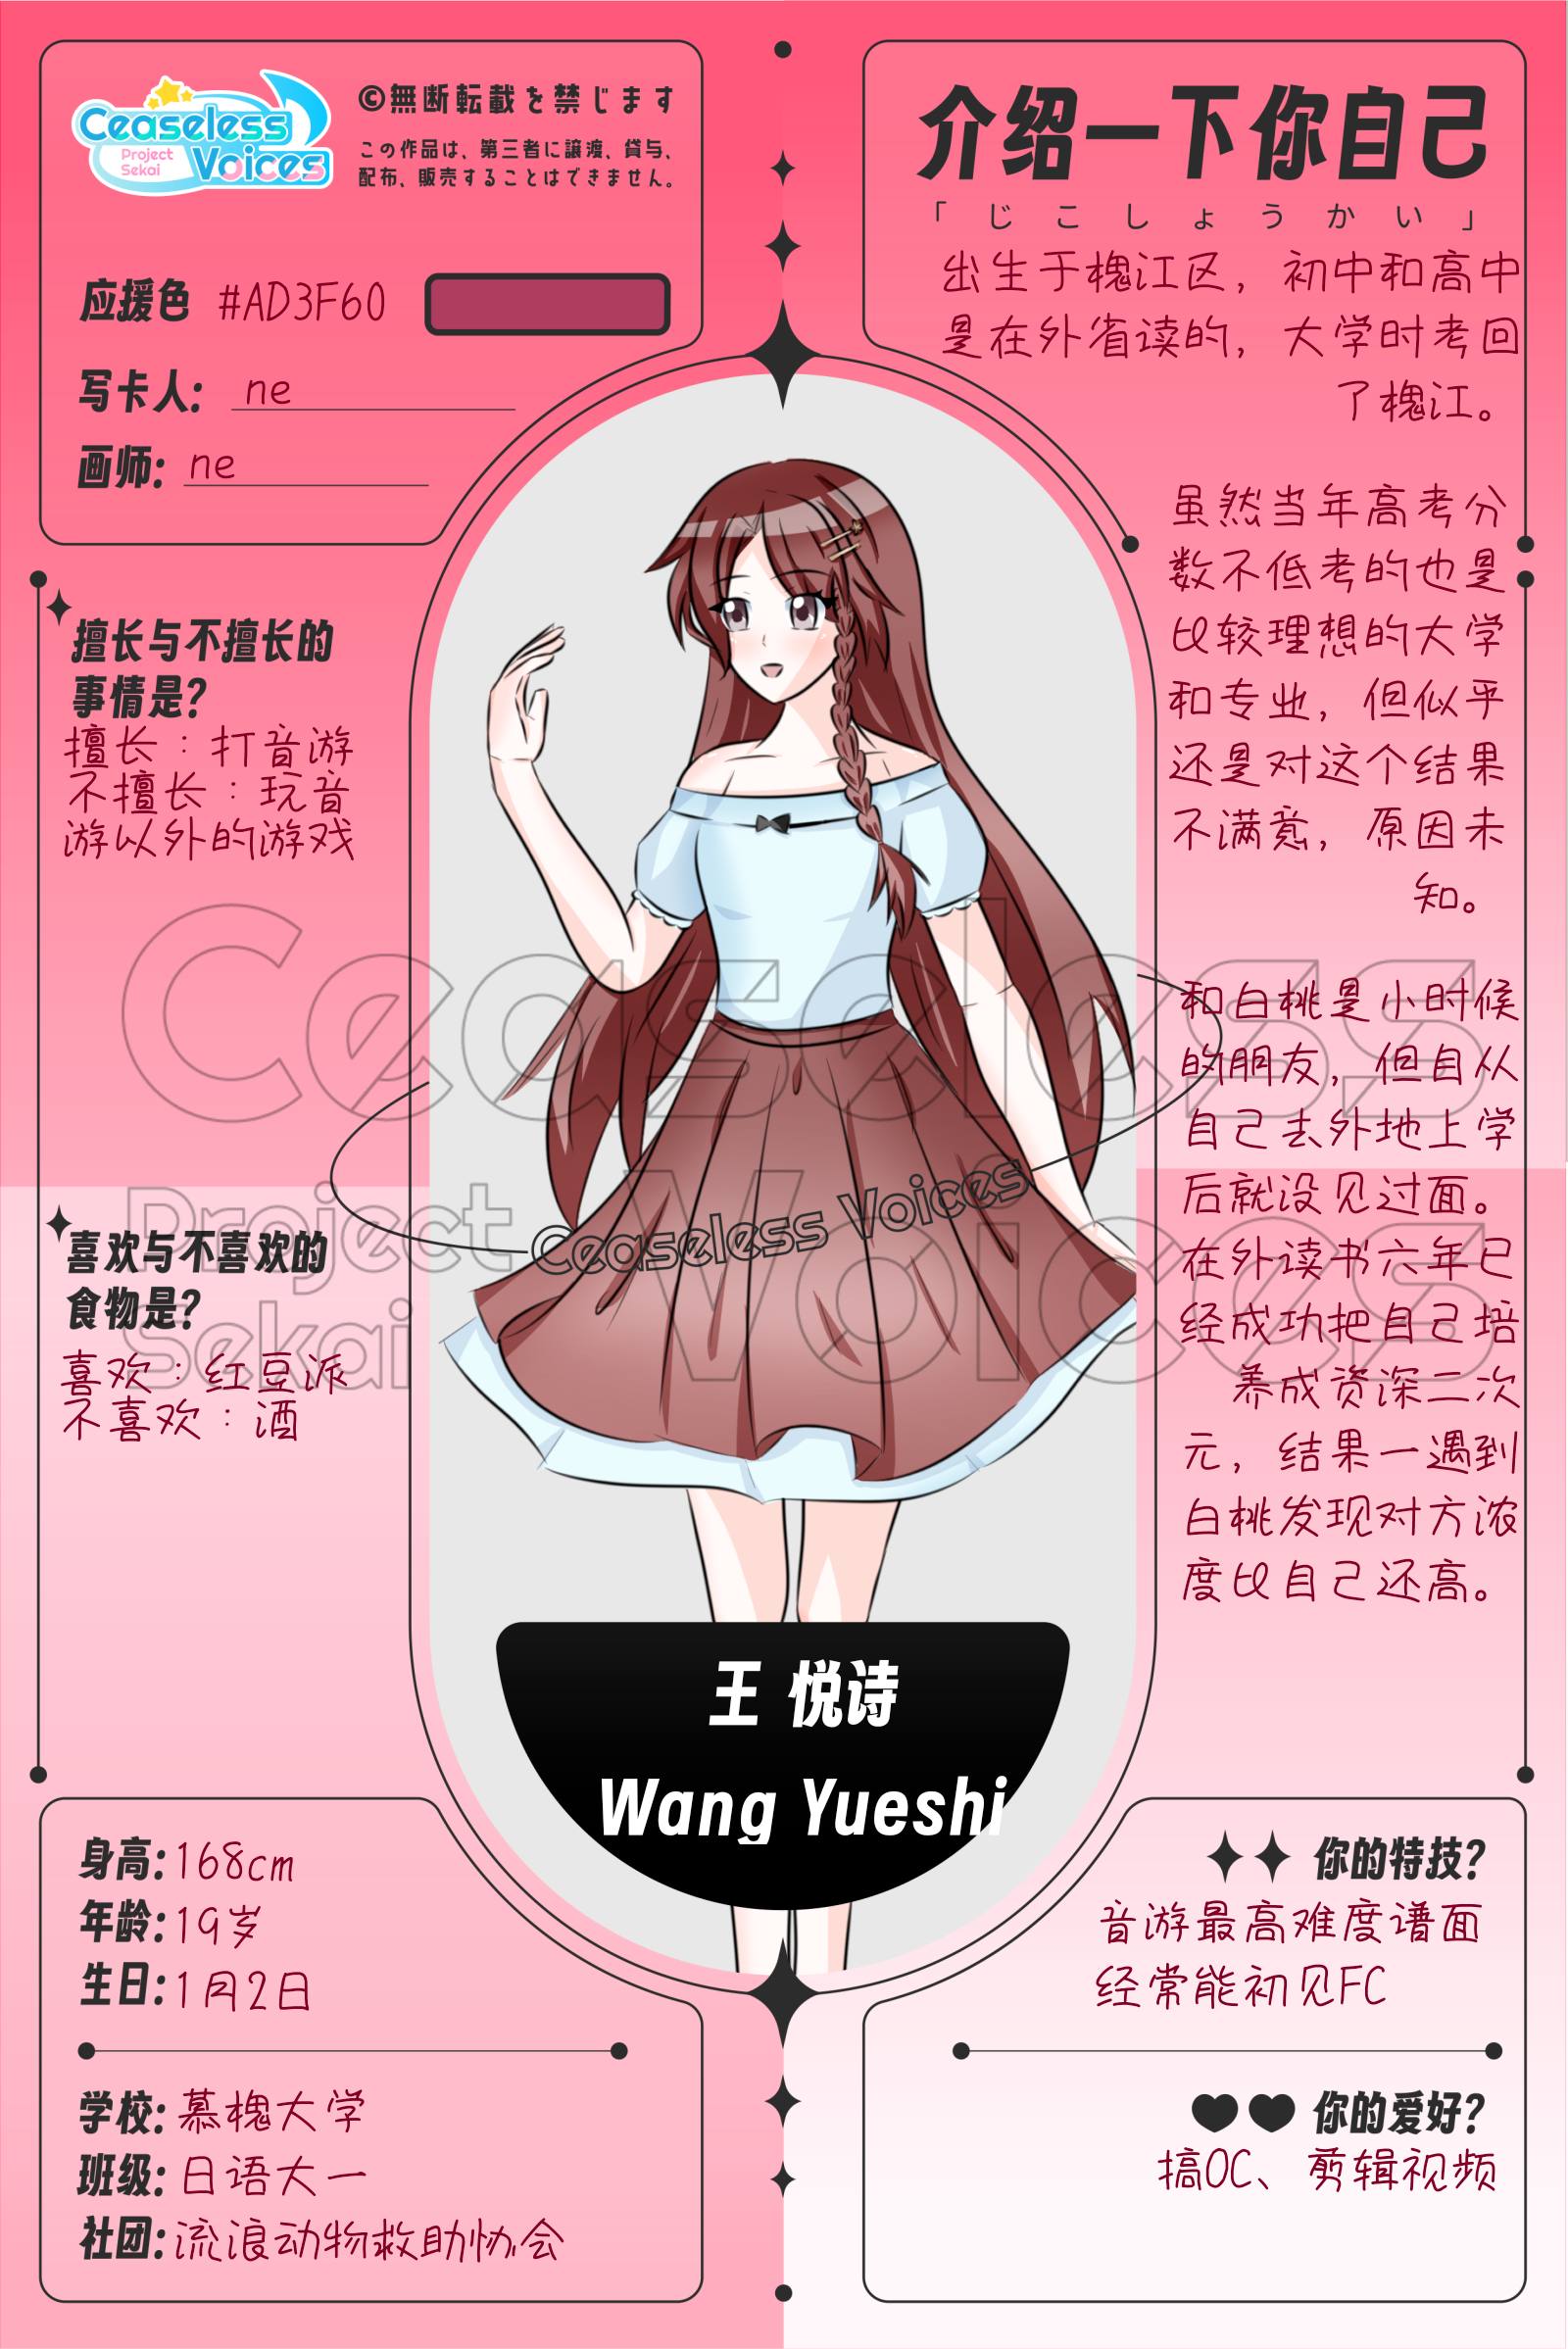 Ceaseless
Project
Sekai
Voices
©無断転載を禁じます
この作品は、第三者に譲渡、貸与、
配布、販売することはできません。
应援色 #AD3F60
写卡人: ne
画师: ne
介绍一下你自己
「じこしょうかい」
出生于槐江区，初中和高中
是在外省读的，大学时考回
了槐江。
虽然当年高考分
数不低考的也是
比较理想的大学
和专业，但似乎
还是对这个结果
不满意，原因未
知。
和白桃是小时候
的朋友，但自从
自己去外地上学
后就没见过面。
在外读书六年已
经成功把自己培
养成资深二次
元，结果一遇到
白桃发现对方浓
度比自己还高。
擅长与不擅长的
事情是?
擅长：打音游
不擅长：玩音
游以外的游戏
喜欢与不喜欢的
食物是?
喜欢：红豆派
不喜欢：酒
Ceaseless
Project
Sekai
Voices
Ceaseless Voices
王 悦诗
Wang Yueshi
身高: 168cm
年龄: 19岁
生日: 1月2日
学校: 慕槐大学
班级: 日语大一
社团: 流浪动物救助协会
你的特技?
音游最高难度谱面
经常能初见FC
你的爱好?
搞OC、剪辑视频